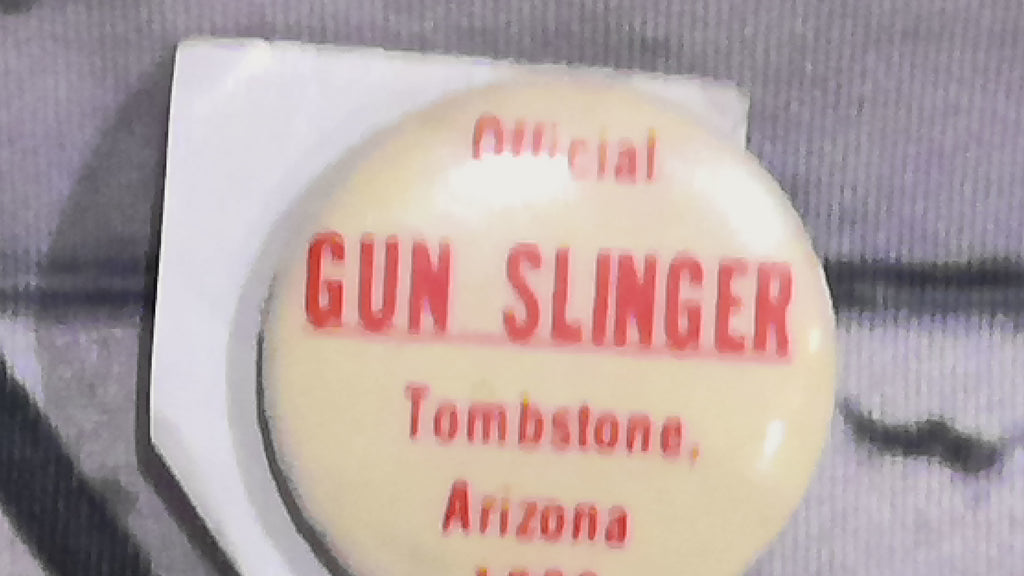 Official
GUN SLINGER
Tombstone,
Arizona